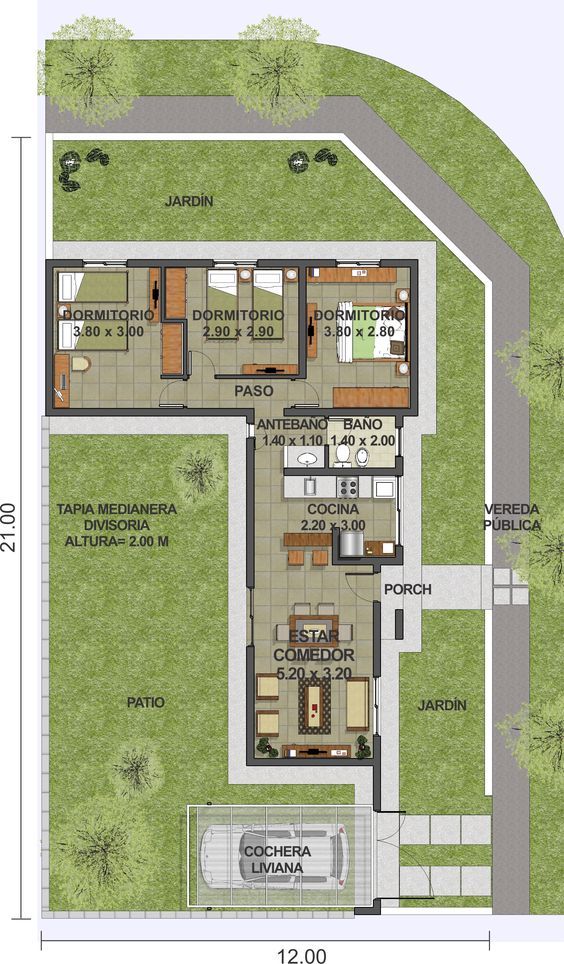 JARDÍN
DORMITORIO
3.80 x 3.00
DORMITORIO
2.90 x 2.90
DORMITORIO
3.80 x 2.80
PASO
ANTEBAÑO
1.40 x 1.10
BAÑO
1.40 x 2.00
COCINA
2.20 x 3.00
TAPIA MEDIANERA
DIVISORIA
ALTURA= 2.00 M
VEREDA
PÚBLICA
21.00
PORCH
ESTAR
COMEDOR
5.20 x 3.20
PATIO
JARDÍN
COCHERA
LIVIANA
12.00